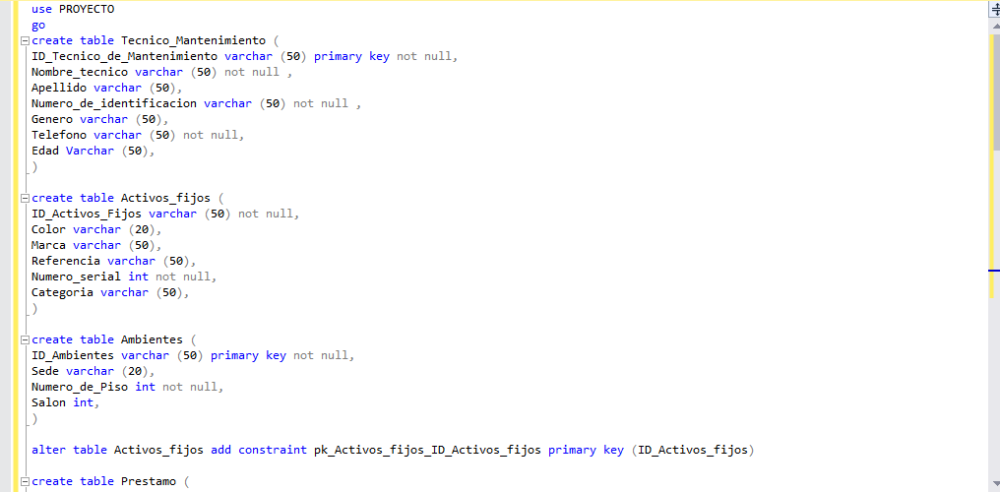 use PROYECTO
go
create table Tecnico_Mantenimiento (
ID_Tecnico_de_Mantenimiento varchar (50) primary key not null,
Nombre_tecnico varchar (50) not null ,
Apellido varchar (50),
Numero_de_identificacion varchar (50) not null ,
Genero varchar (50),
Telefono varchar (50) not null,
Edad Varchar (50),
)
create table Activos_fijos (
ID_Activos_Fijos varchar (50) not null,
Color varchar (20),
Marca varchar (50),
Referencia varchar (50),
Numero_serial int not null,
Categoria varchar (50),
)
create table Ambientes (
ID_Ambientes varchar (50) primary key not null,
Sede varchar (20),
Numero_de_Piso int not null,
Salon int,
)
alter table Activos_fijos add constraint pk_Activos_fijos_ID_Activos_fijos primary key (ID_Activos_fijos)
create table Prestamo (